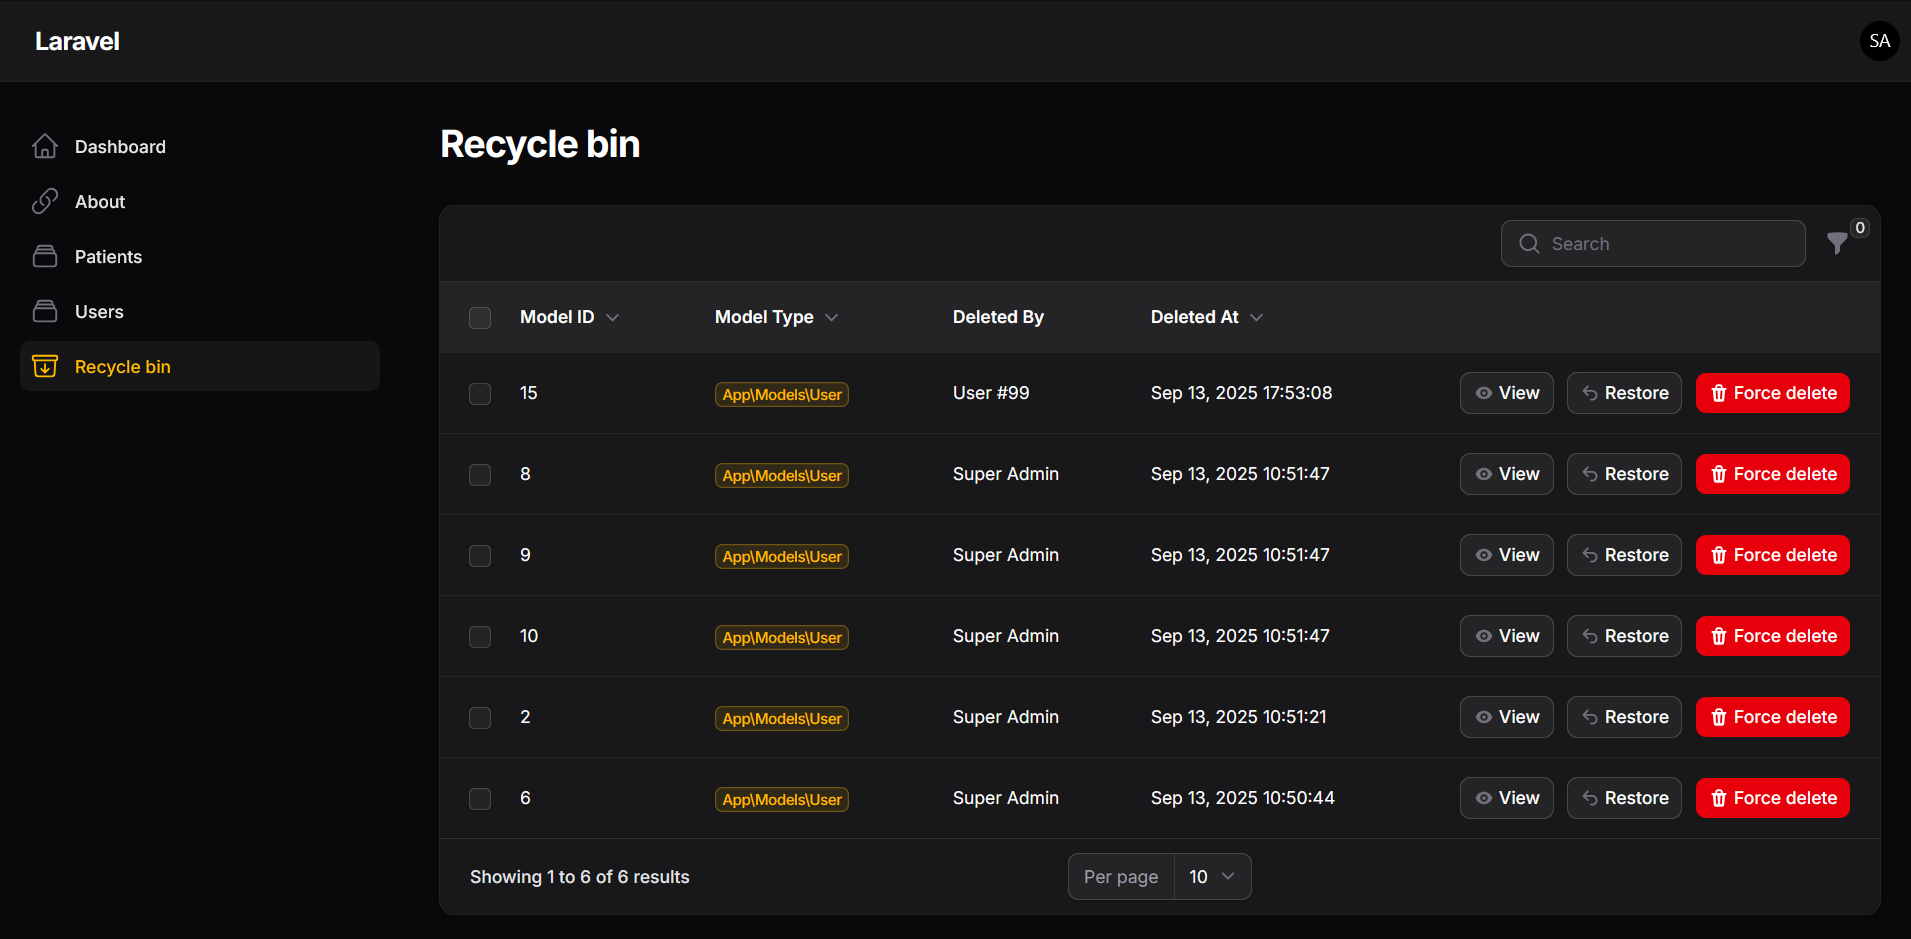 Laravel
SA
Dashboard
About
Patients
Users
Recycle bin
Recycle bin
Search
0
Model ID Model Type Deleted By Deleted At
15 App\Models\User User #99 Sep 13, 2025 17:53:08 View Restore Force delete
8 App\Models\User Super Admin Sep 13, 2025 10:51:47 View Restore Force delete
9 App\Models\User Super Admin Sep 13, 2025 10:51:47 View Restore Force delete
10 App\Models\User Super Admin Sep 13, 2025 10:51:47 View Restore Force delete
2 App\Models\User Super Admin Sep 13, 2025 10:51:21 View Restore Force delete
6 App\Models\User Super Admin Sep 13, 2025 10:50:44 View Restore Force delete
Showing 1 to 6 of 6 results Per page 10